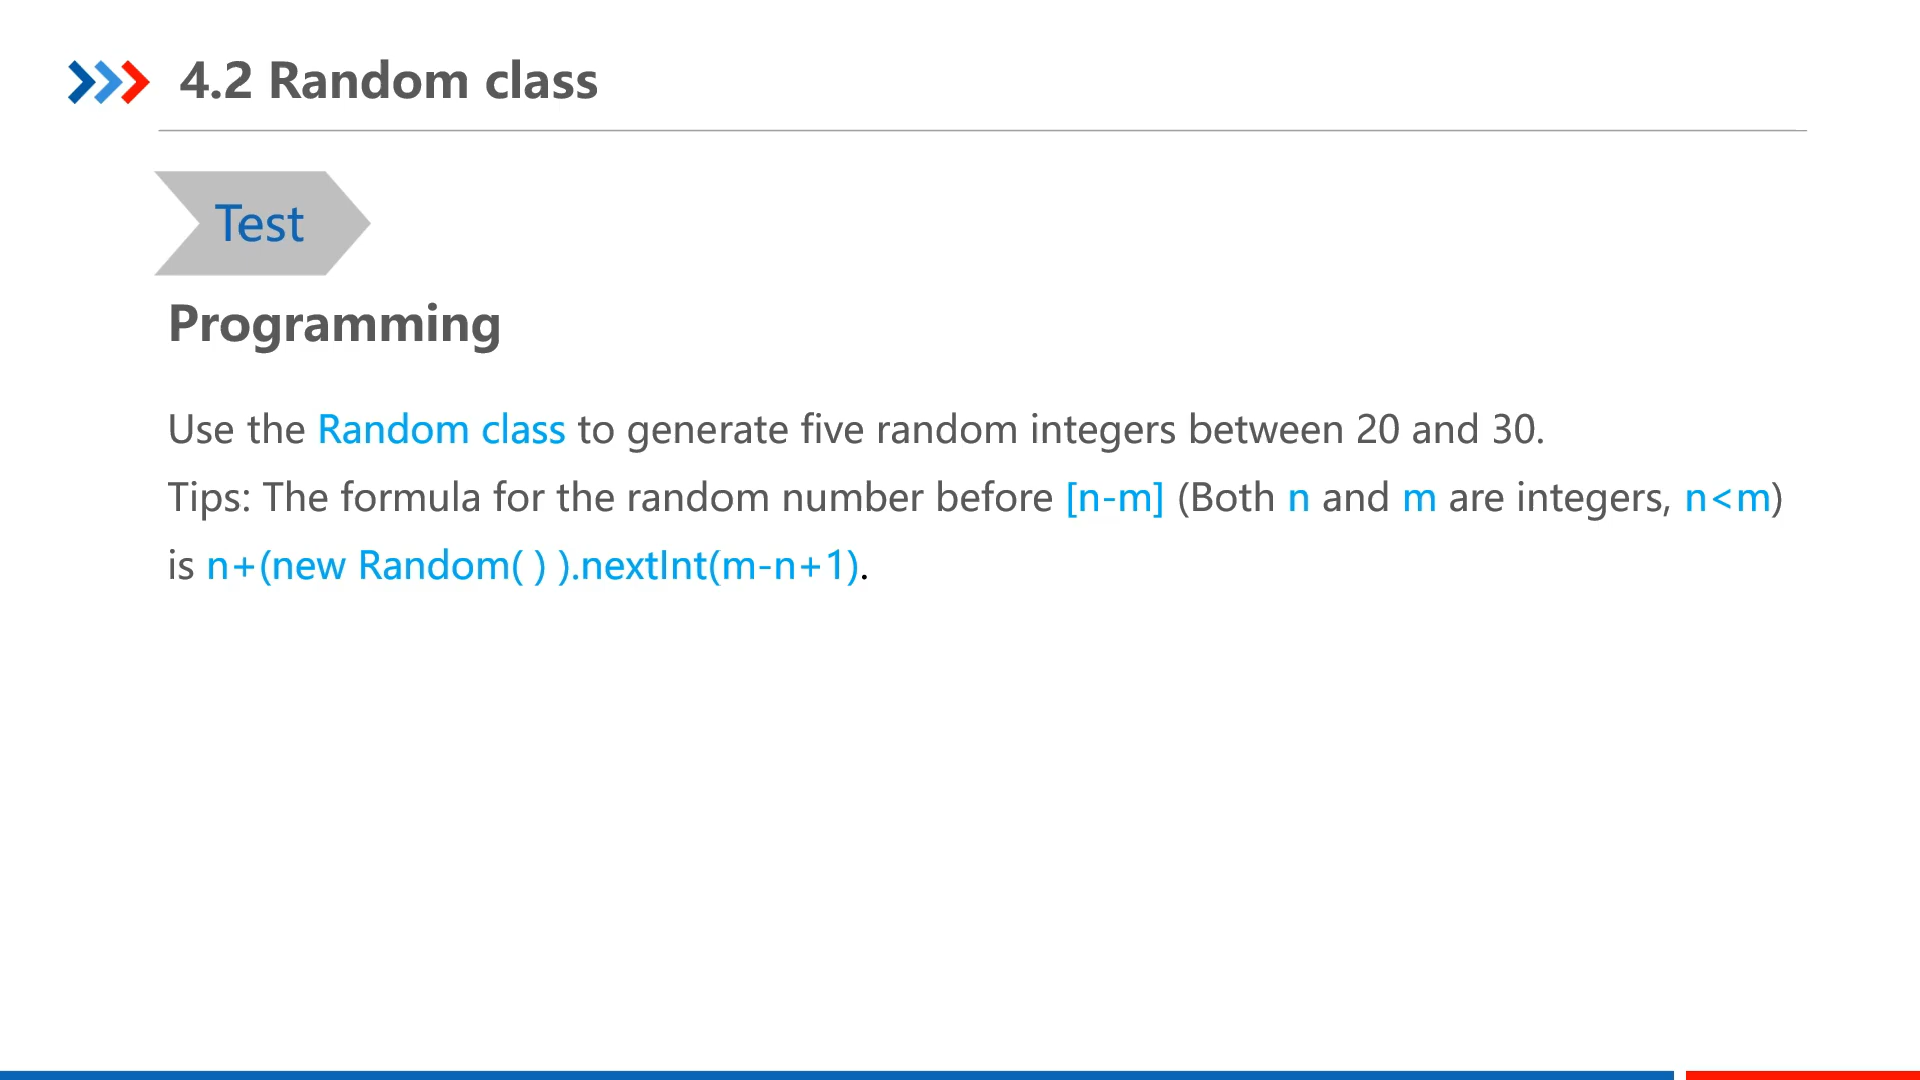 4.2 Random class
Test
Programming
Use the Random class to generate five random integers between 20 and 30.
Tips: The formula for the random number before [n-m] (Both n and m are integers, n<m)
is n+(new Random( ) ).nextInt(m-n+1).